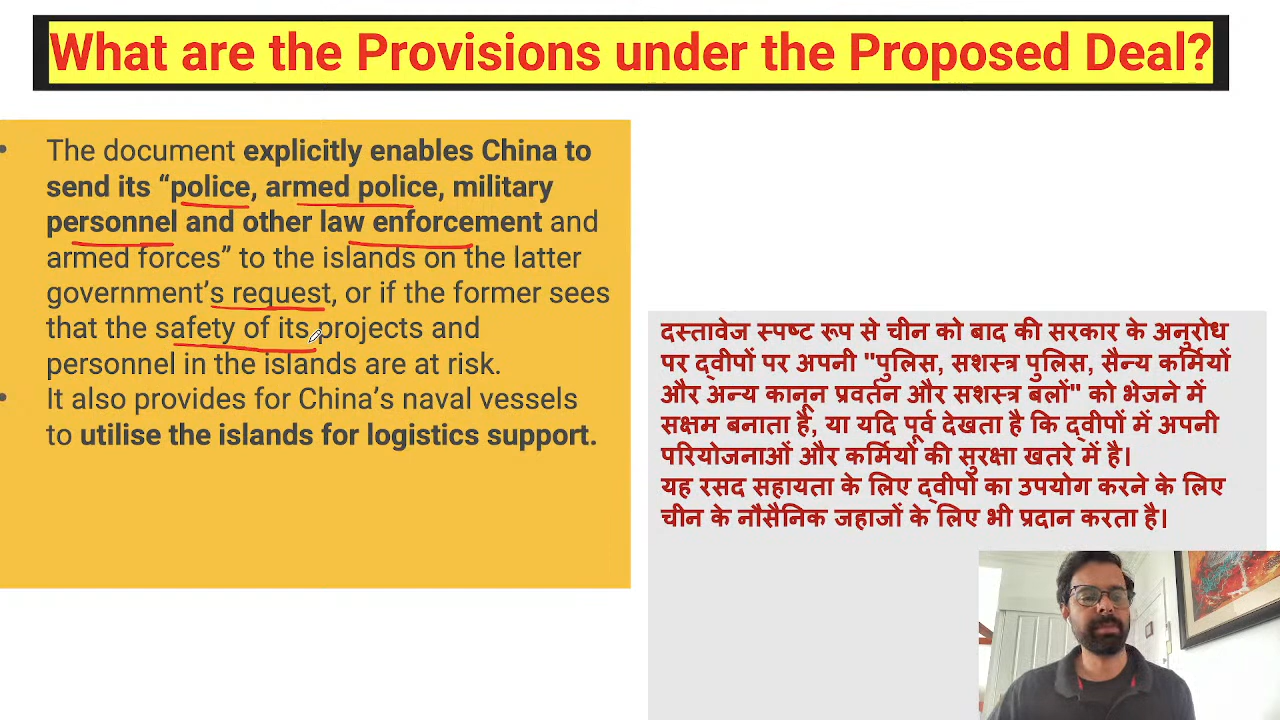 What are the Provisions under the Proposed Deal?
• The document explicitly enables China to
send its “police, armed police, military
personnel and other law enforcement and
armed forces” to the islands on the latter
government’s request, or if the former sees
that the safety of its projects and
personnel in the islands are at risk.
• It also provides for China’s naval vessels
to utilise the islands for logistics support.
दस्तावेज स्पष्ट रूप से चीन को बाद की सरकार के अनुरोध
पर द्वीपों पर अपनी "पुलिस, सशस्त्र पुलिस, सैन्य कर्मियों
और अन्य कानून प्रवर्तन और सशस्त्र बलों" को भेजने में
सक्षम बनाता है, या यदि पूर्व देखता है कि द्वीपों में अपनी
परियोजनाओं और कर्मियों की सुरक्षा खतरे में है।
यह रसद सहायता के लिए द्वीपों का उपयोग करने के लिए
चीन के नौसैनिक जहाजों के लिए भी प्रदान करता है।